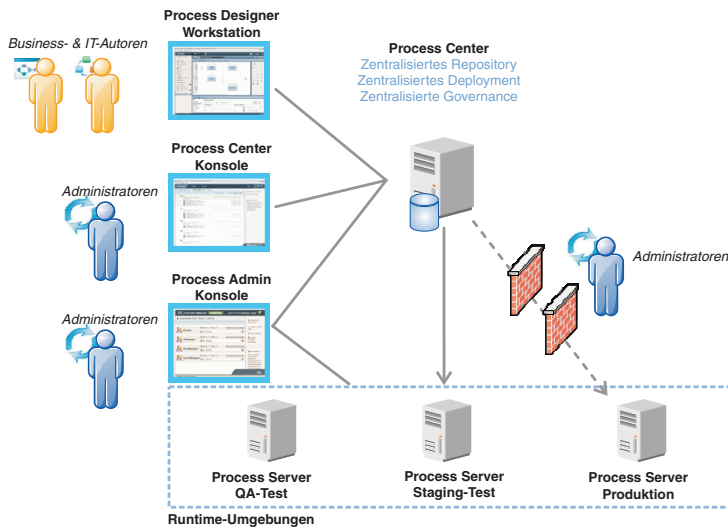 Process Designer
Workstation
Business- & IT-Autoren
Process Center
Zentralisiertes Repository
Zentralisiertes Deployment
Zentralisierte Governance
Process Center
Konsole
Administratoren
Administratoren
Process Admin
Konsole
Administratoren
Process Server
QA-Test
Process Server
Staging-Test
Process Server
Produktion
Runtime-Umgebungen